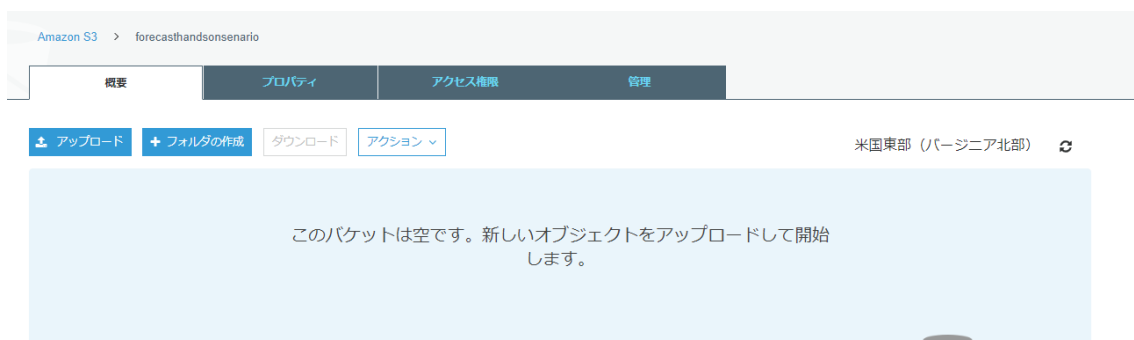 Amazon S3 > forecasthandsonsenario
概要 プロパティ アクセス権限 管理
アップロード + フォルダの作成 ダウンロード アクション
米国東部（バージニア北部）
このバケットは空です。新しいオブジェクトをアップロードして開始
します。